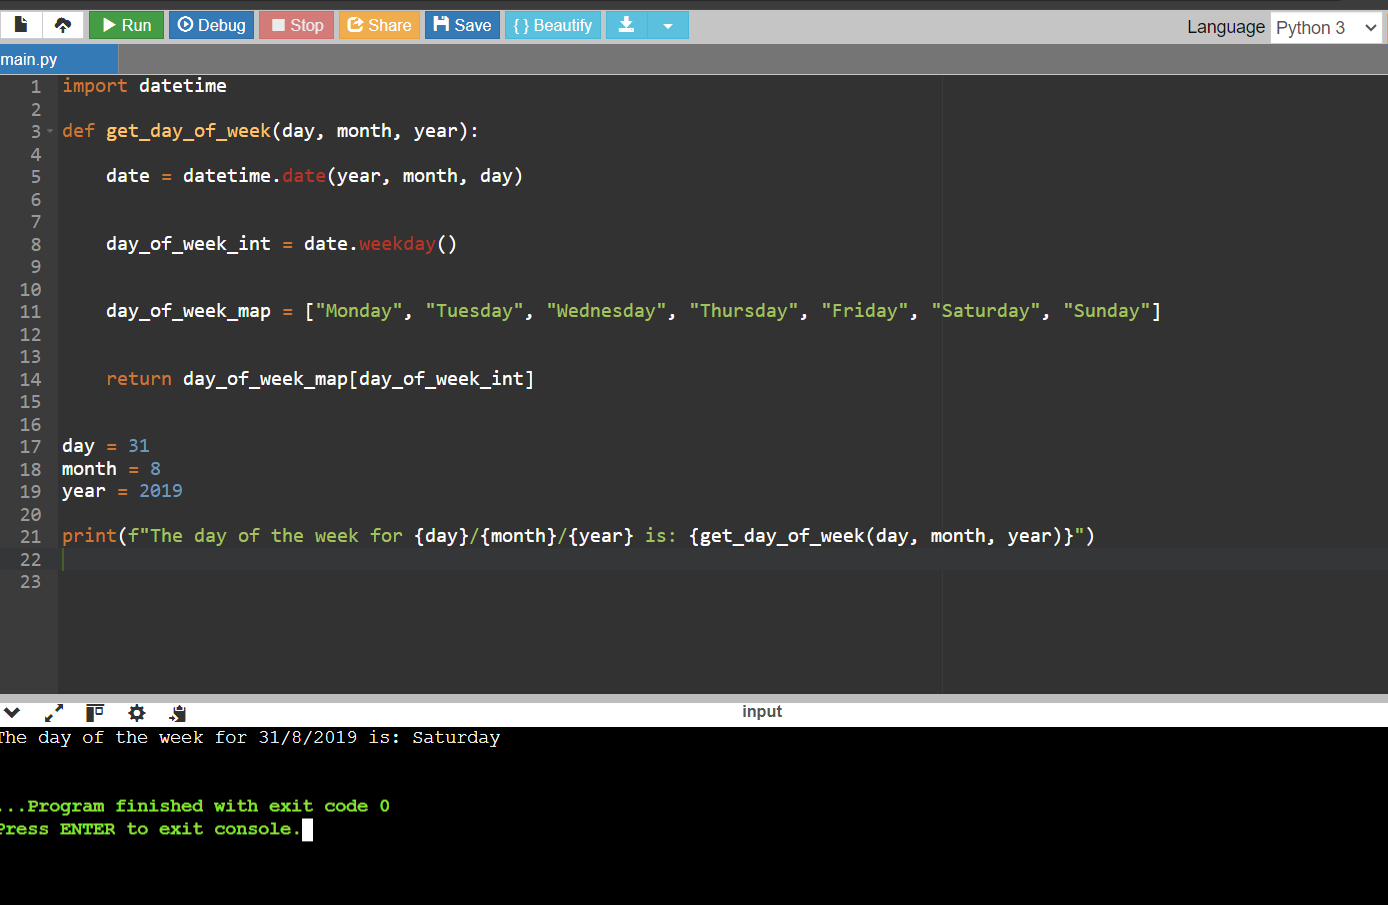 Run Debug Stop Share Save { } Beautify Language Python 3
main.py
1 import datetime
2
3 def get_day_of_week(day, month, year):
4
5 date = datetime.date(year, month, day)
6
7
8 day_of_week_int = date.weekday()
9
10
11 day_of_week_map = ["Monday", "Tuesday", "Wednesday", "Thursday", "Friday", "Saturday", "Sunday"]
12
13
14 return day_of_week_map[day_of_week_int]
15
16
17 day = 31
18 month = 8
19 year = 2019
20
21 print(f"The day of the week for {day}/{month}/{year} is: {get_day_of_week(day, month, year)}")
22
23
input
The day of the week for 31/8/2019 is: Saturday
...Program finished with exit code 0
Press ENTER to exit console.